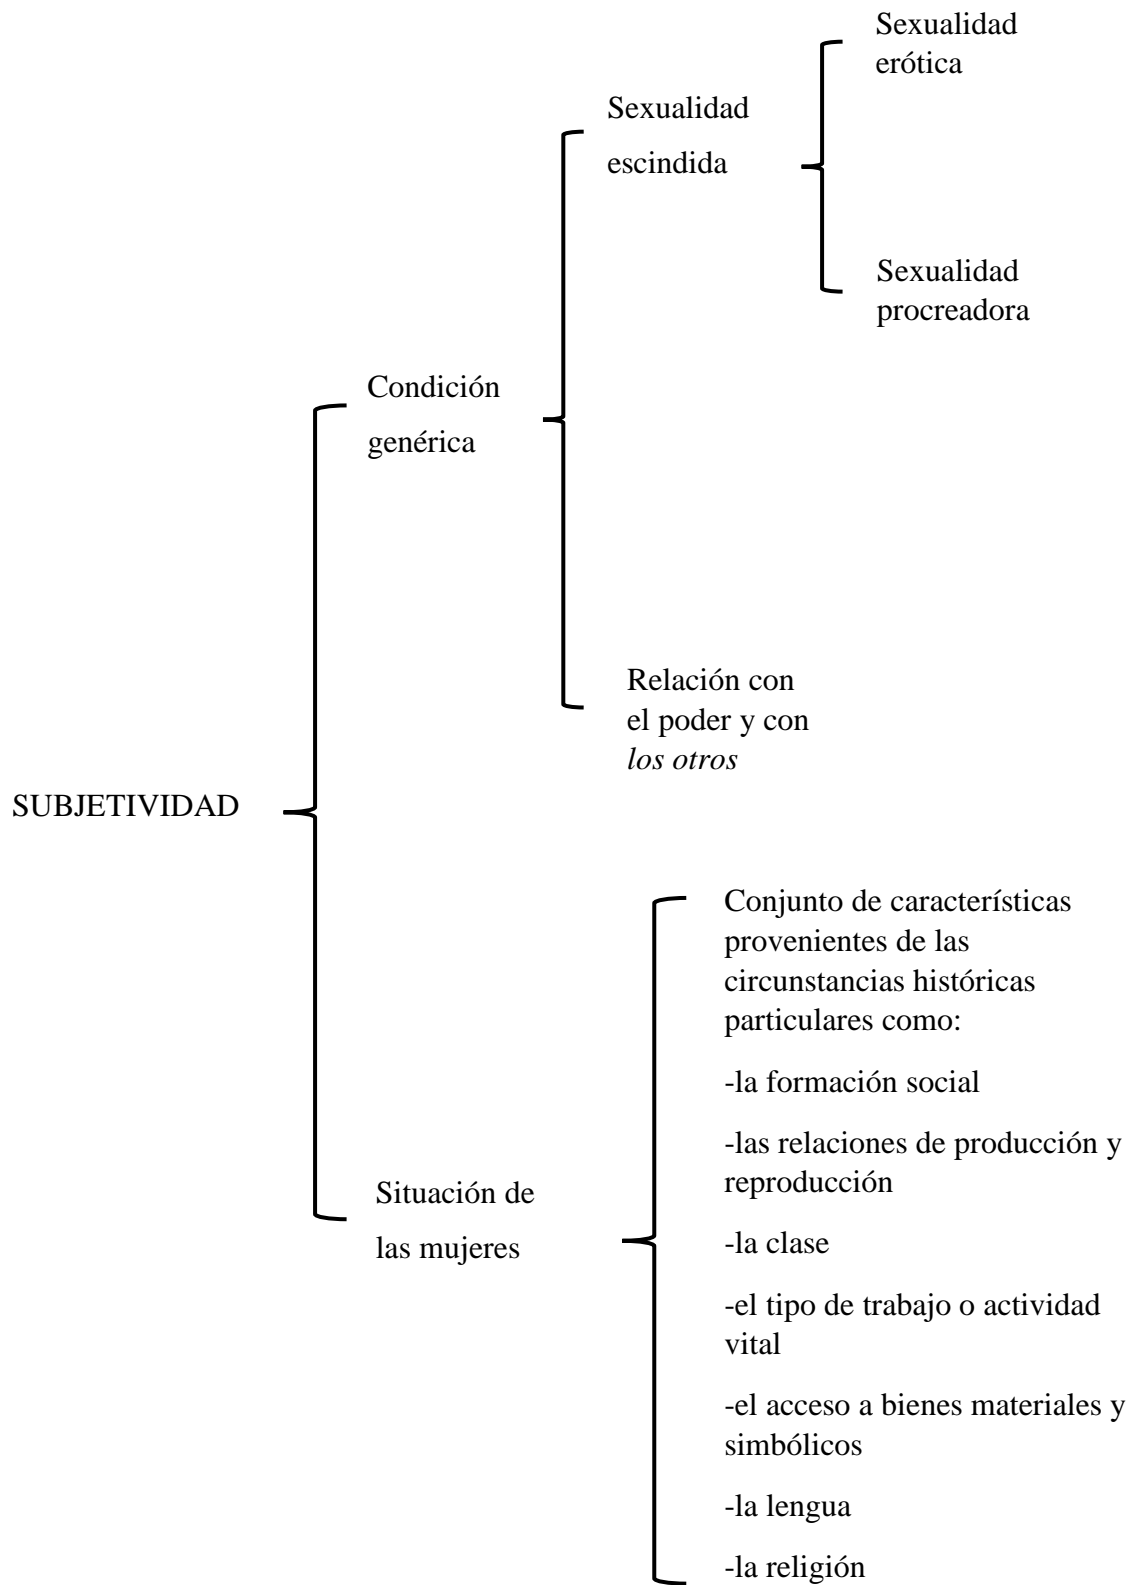 SUBJETIVIDAD
Condición
genérica
Sexualidad
escindida
Sexualidad
erótica
Sexualidad
procreadora
Relación con
el poder y con
los otros
Situación de
las mujeres
Conjunto de características
provenientes de las
circunstancias históricas
particulares como:
-la formación social
-las relaciones de producción y
reproducción
-la clase
-el tipo de trabajo o actividad
vital
-el acceso a bienes materiales y
simbólicos
-la lengua
-la religión